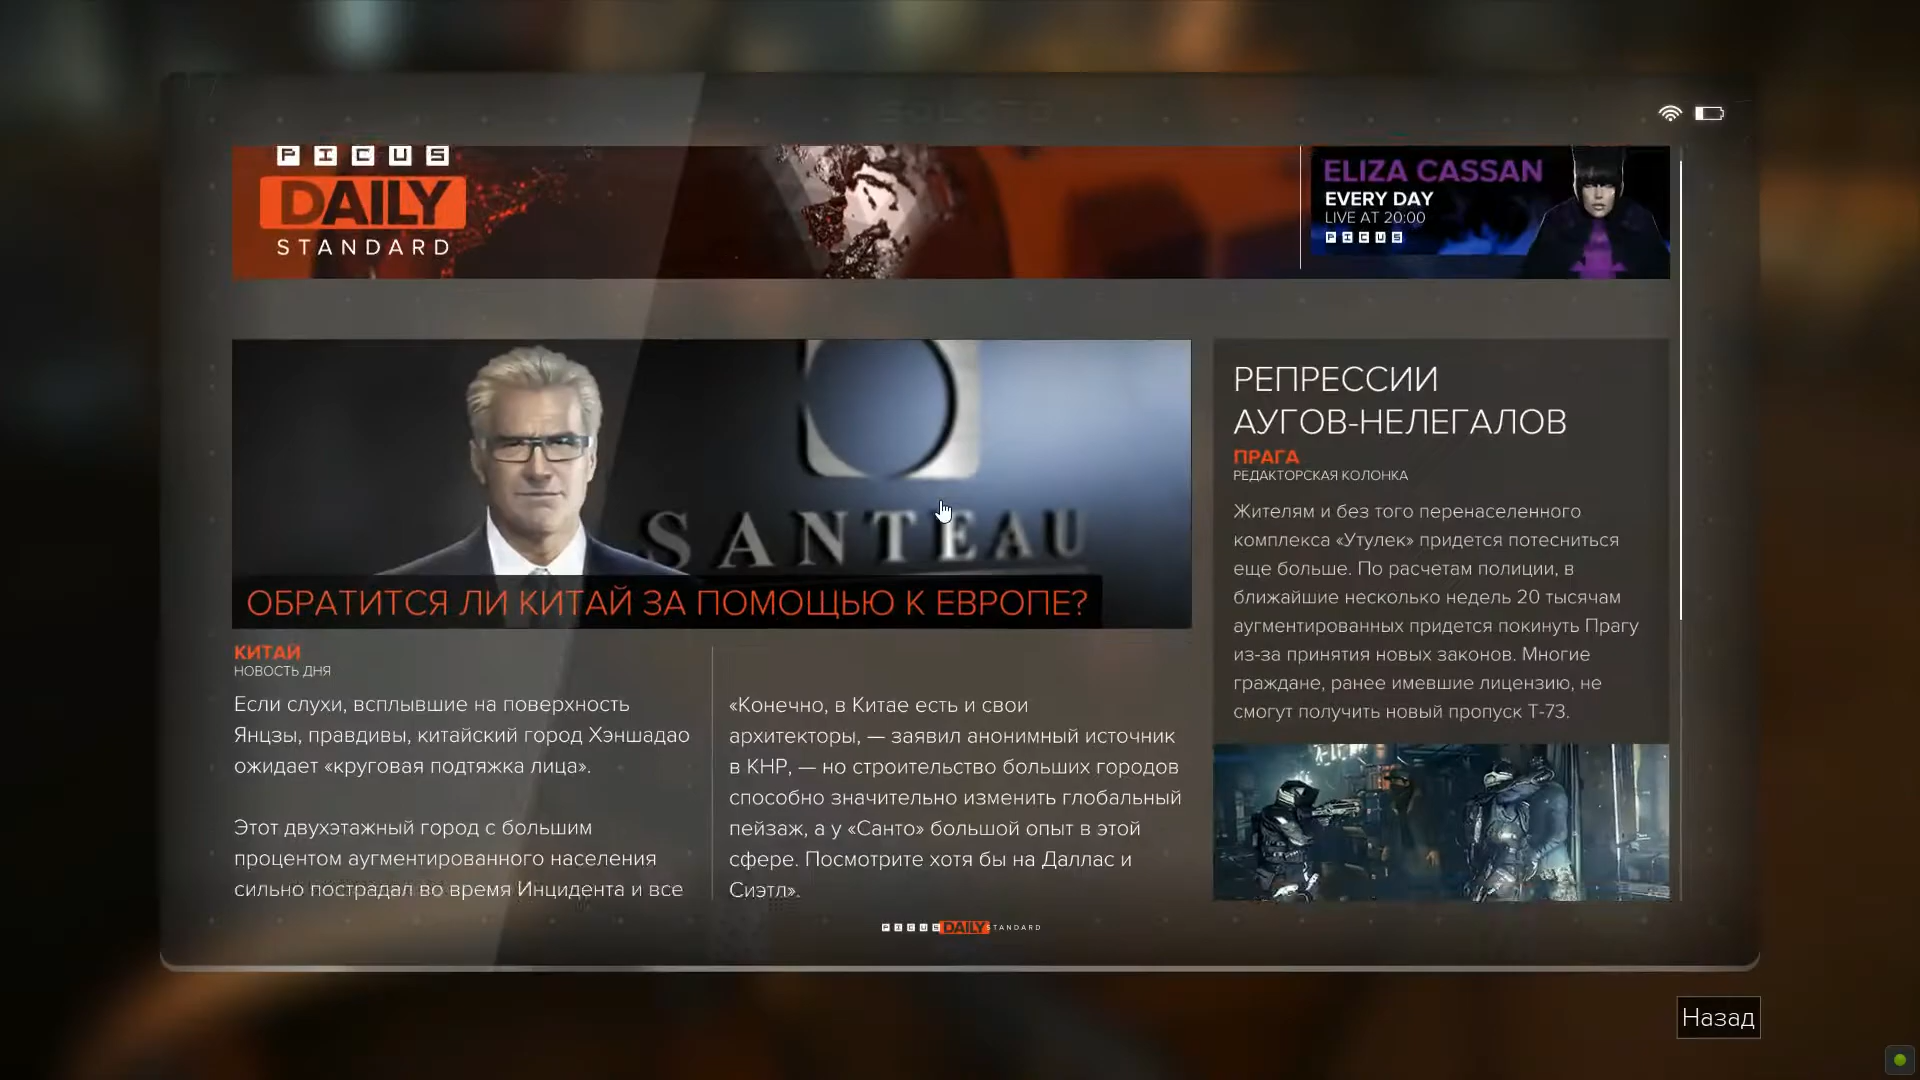 PICUS
DAILY
STANDARD
ELIZA CASSAN
EVERY DAY
LIVE AT 20:00
PICUS
SANTEAU
ОБРАТИТСЯ ЛИ КИТАЙ ЗА ПОМОЩЬЮ К ЕВРОПЕ?
КИТАЙ
НОВОСТЬ ДНЯ
Если слухи, всплывшие на поверхность
Янцзы, правдивы, китайский город Хэншадао
ожидает «круговая подтяжка лица».
Этот двухэтажный город с большим
процентом аугментированного населения
сильно пострадал во время Инцидента и все
«Конечно, в Китае есть и свои
архитекторы, — заявил анонимный источник
в КНР, — но строительство больших городов
способно значительно изменить глобальный
пейзаж, а у «Санто» большой опыт в этой
сфере. Посмотрите хотя бы на Даллас и
Сиэтл».
РЕПРЕССИИ
АУГОВ-НЕЛЕГАЛОВ
ПРАГА
РЕДАКТОРСКАЯ КОЛОНКА
Жителям и без того перенаселенного
комплекса «Утулек» придется потесниться
еще больше. По расчетам полиции, в
ближайшие несколько недель 20 тысячам
аугментированных придется покинуть Прагу
из-за принятия новых законов. Многие
граждане, ранее имевшие лицензию, не
смогут получить новый пропуск Т-73.
PICUS DAILY STANDARD
Назад